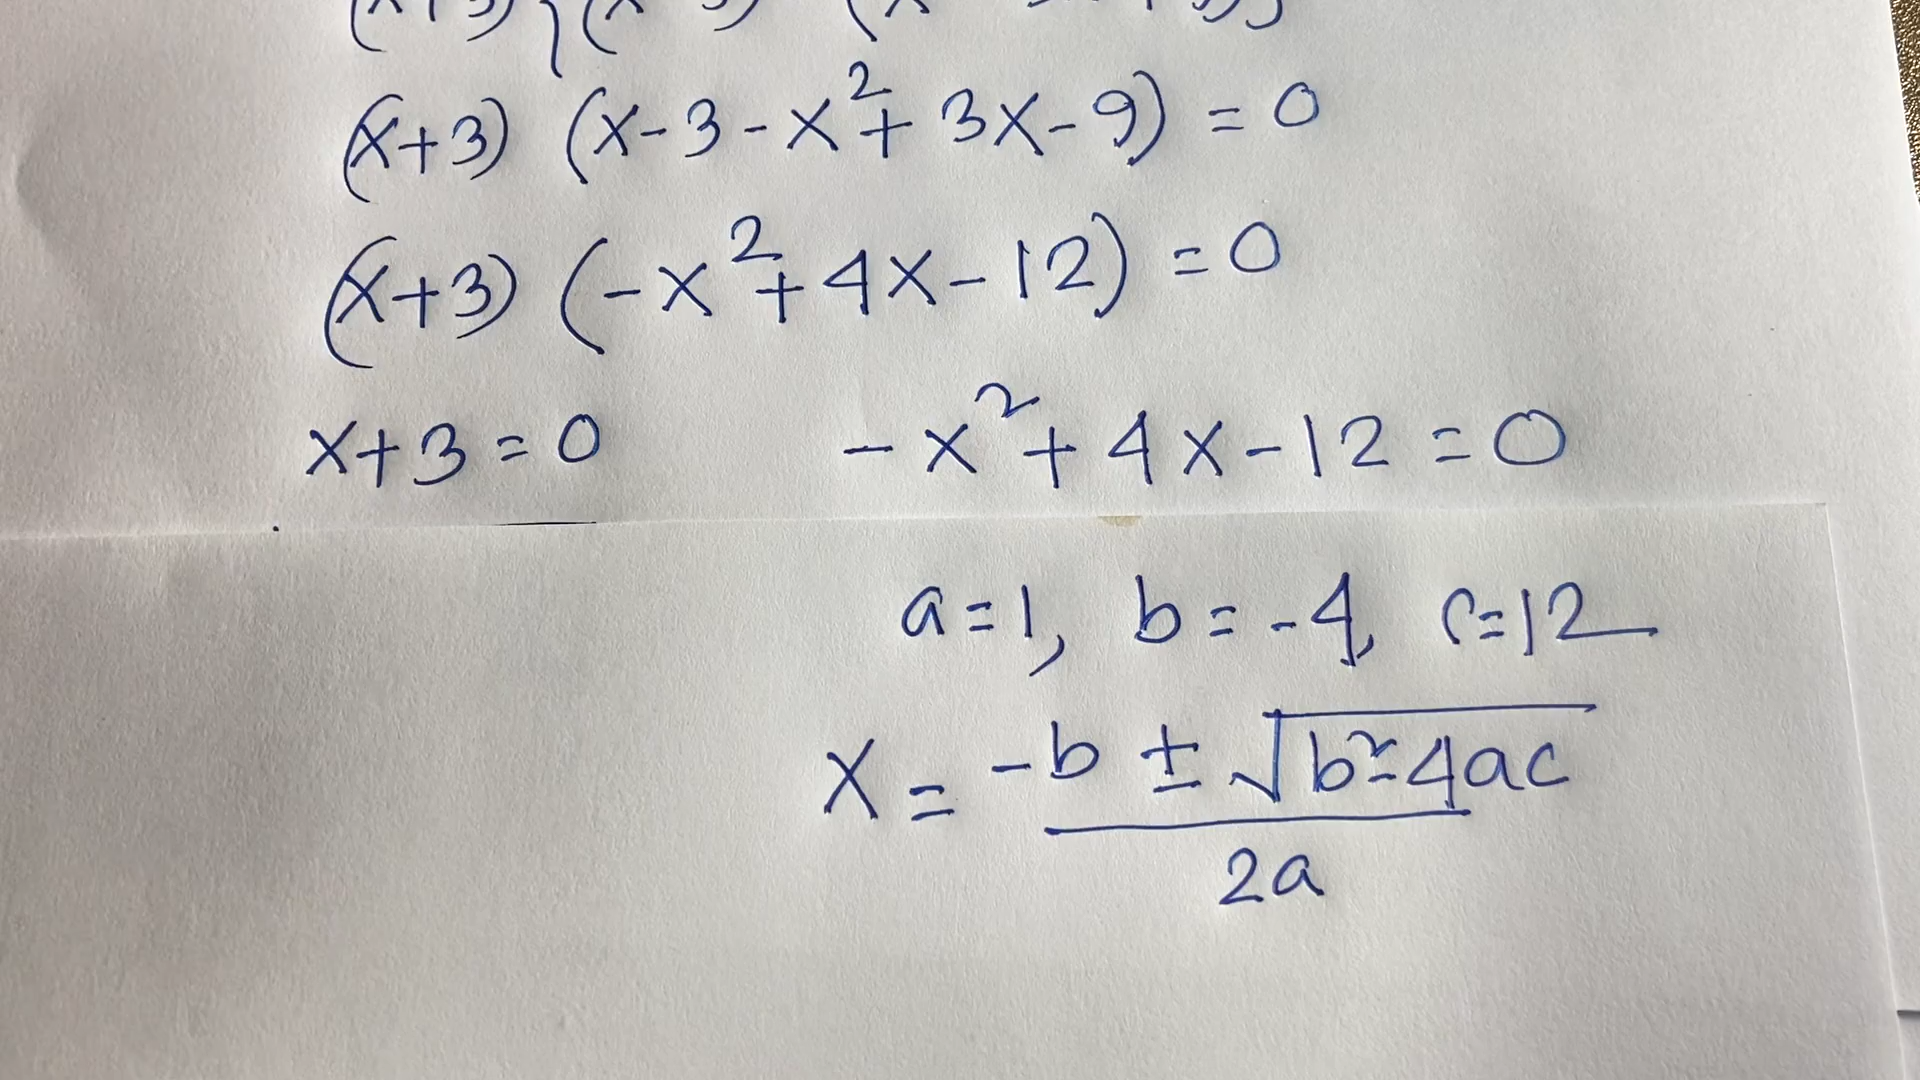 (x+3) (x-3-x²+3x-9) = 0
(x+3) (-x²+4x-12) = 0
x+3=0 -x²+4x-12=0
a=1, b=-4, c=12
x = -b ± √b²-4ac
2a